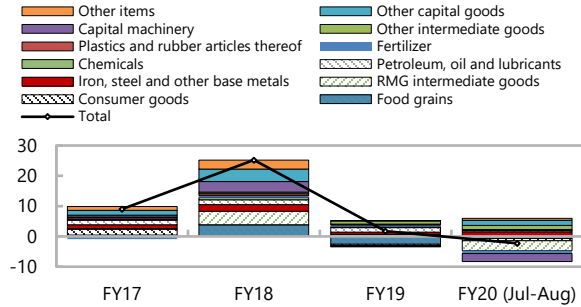 Other items
Other capital goods
Capital machinery
Other intermediate goods
Plastics and rubber articles thereof
Fertilizer
Chemicals
Petroleum, oil and lubricants
Iron, steel and other base metals
RMG intermediate goods
Consumer goods
Food grains
Total
30
20
10
0
-10
FY17
FY18
FY19
FY20 (Jul-Aug)